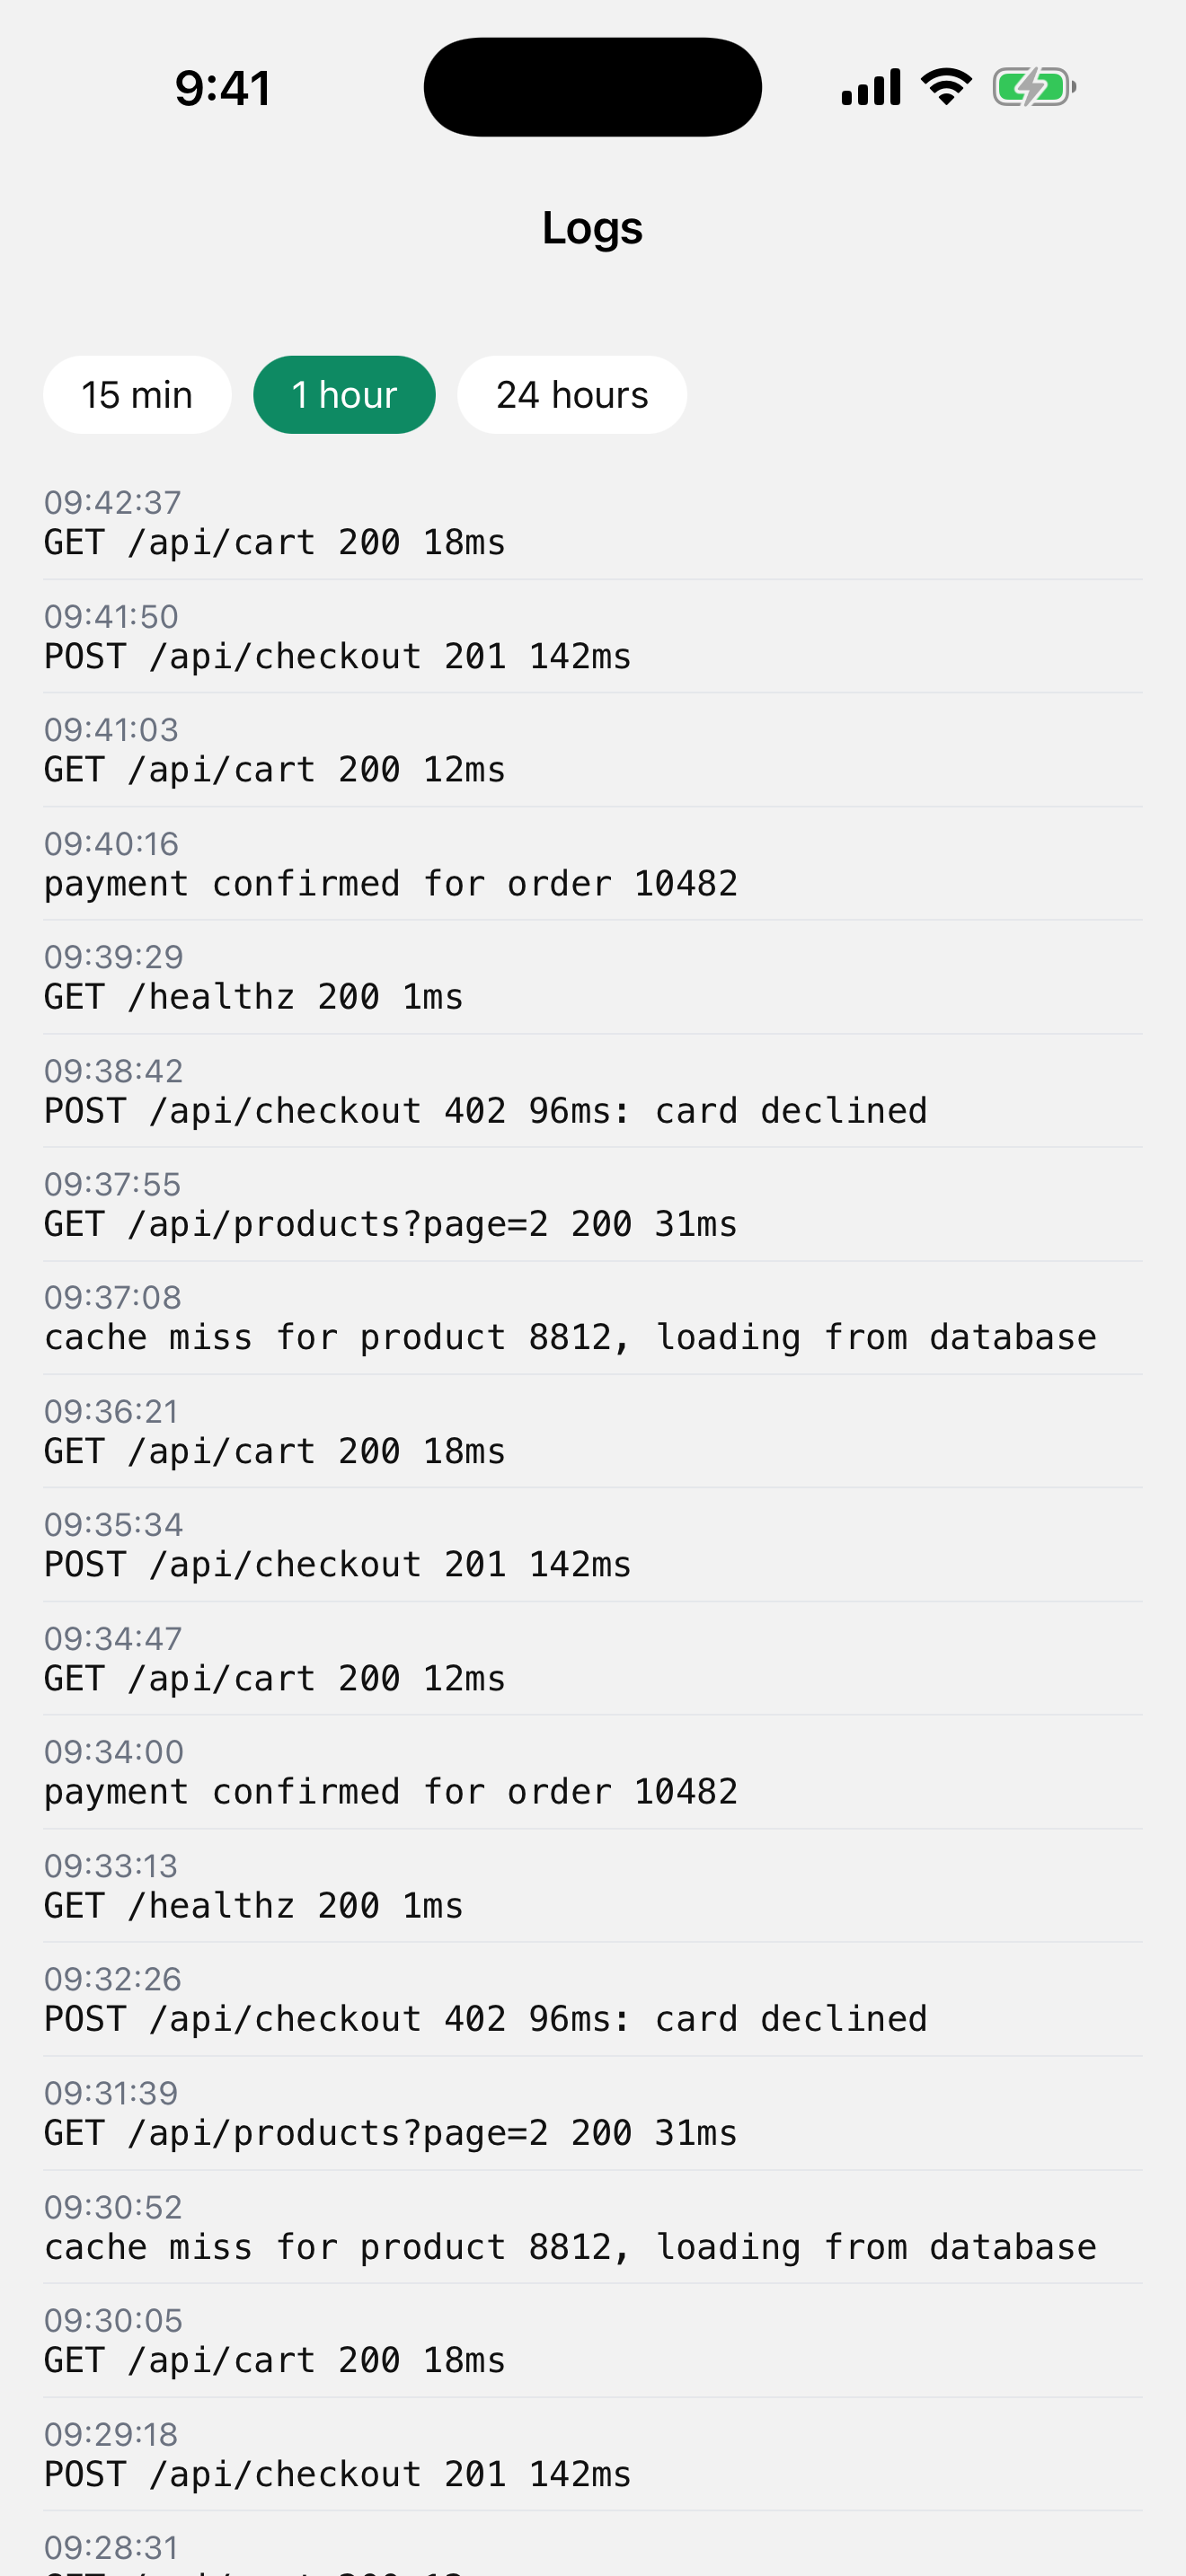 9:41
Logs
15 min
1 hour
24 hours
09:42:37
GET /api/cart 200 18ms
09:41:50
POST /api/checkout 201 142ms
09:41:03
GET /api/cart 200 12ms
09:40:16
payment confirmed for order 10482
09:39:29
GET /healthz 200 1ms
09:38:42
POST /api/checkout 402 96ms: card declined
09:37:55
GET /api/products?page=2 200 31ms
09:37:08
cache miss for product 8812, loading from database
09:36:21
GET /api/cart 200 18ms
09:35:34
POST /api/checkout 201 142ms
09:34:47
GET /api/cart 200 12ms
09:34:00
payment confirmed for order 10482
09:33:13
GET /healthz 200 1ms
09:32:26
POST /api/checkout 402 96ms: card declined
09:31:39
GET /api/products?page=2 200 31ms
09:30:52
cache miss for product 8812, loading from database
09:30:05
GET /api/cart 200 18ms
09:29:18
POST /api/checkout 201 142ms
09:28:31